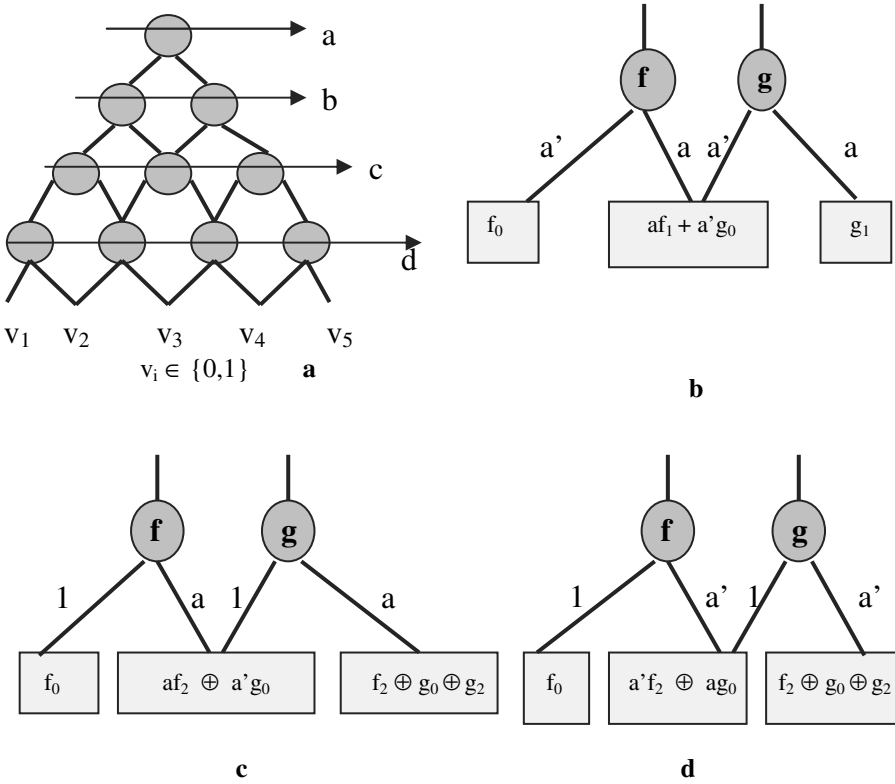 a
b
c
d
v₁ v₂ v₃ v₄ v₅
vᵢ ∈ {0,1} a
f g
a' a a' a
f₀ af₁ + a'g₀ g₁
b
f g
1 a 1 a
f₀ af₂ ⊕ a'g₀ f₂ ⊕ g₀ ⊕ g₂
c
f g
1 a' 1 a'
f₀ a'f₂ ⊕ ag₀ f₂ ⊕ g₀ ⊕ g₂
d